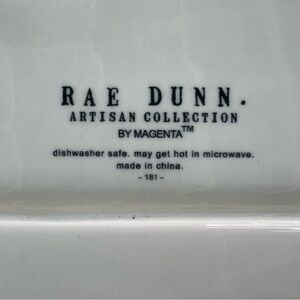 RAE DUNN.
ARTISAN COLLECTION
BY MAGENTA™
dishwasher safe. may get hot in microwave.
made in china.
- 181 -